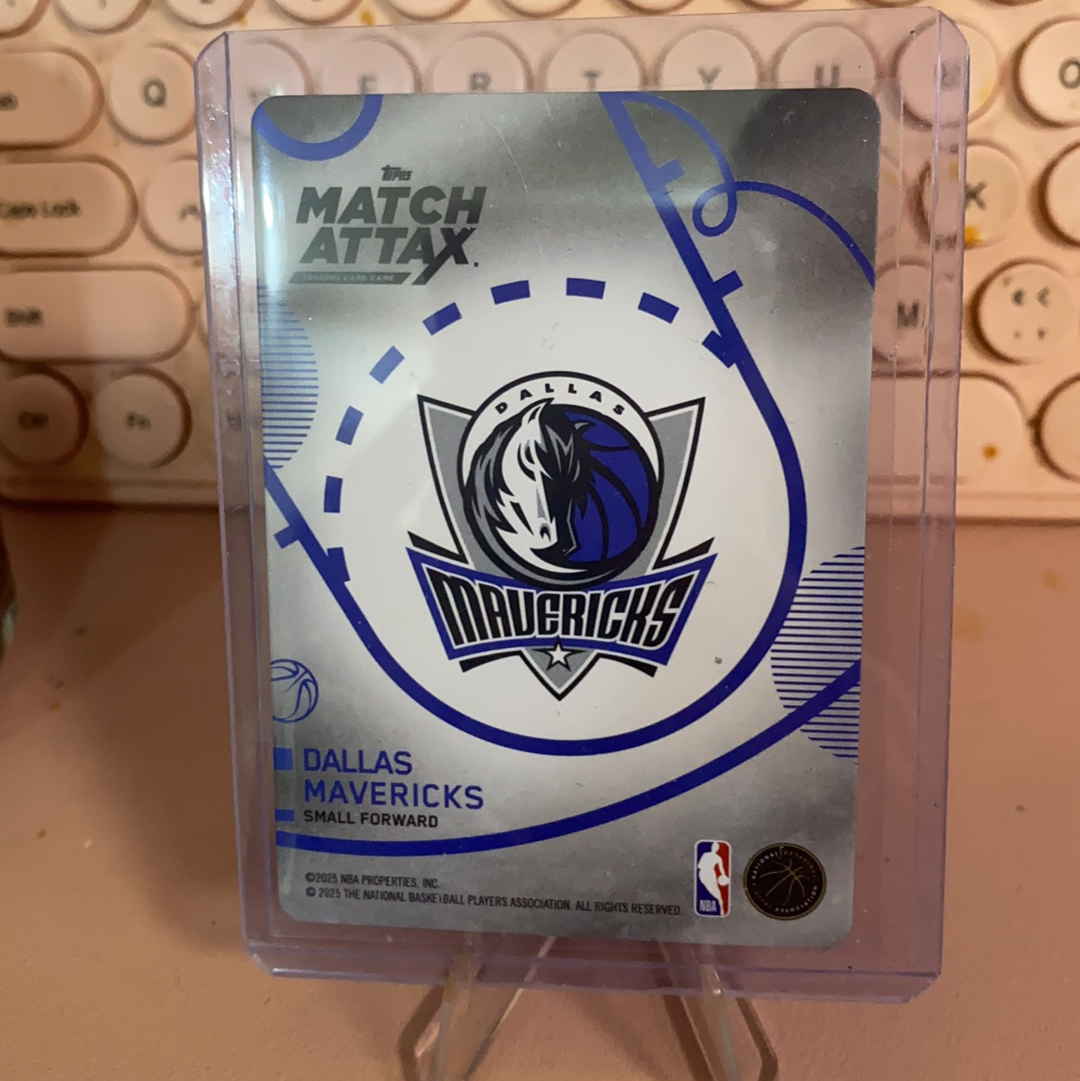 Q
R
T
Y
U
O
Caps Lock
K
Shift
M
Fn
Topps
MATCH
ATTAX
TRADING CARD GAME
DALLAS
MAVERICKS
DALLAS
MAVERICKS
SMALL FORWARD
©2025 NBA PROPERTIES, INC.
© 2025 THE NATIONAL BASKETBALL PLAYERS ASSOCIATION. ALL RIGHTS RESERVED.
NBA